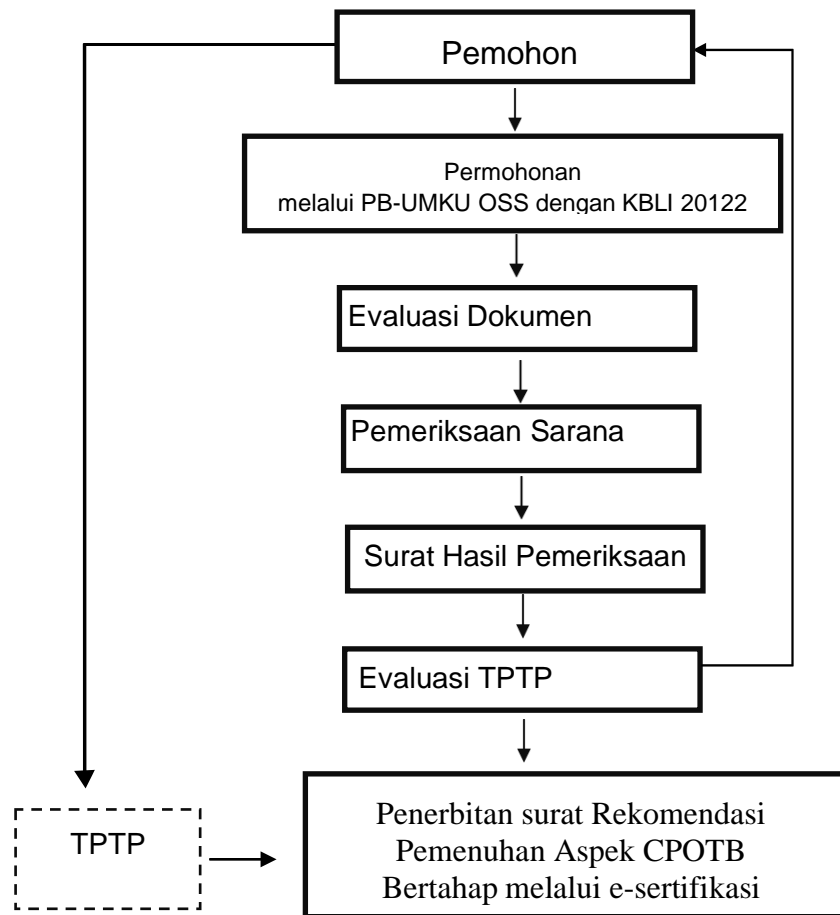 Pemohon
Permohonan
melalui PB-UMKU OSS dengan KBLI 20122
Evaluasi Dokumen
Pemeriksaan Sarana
Surat Hasil Pemeriksaan
Evaluasi TPTP
TPTP
Penerbitan surat Rekomendasi
Pemenuhan Aspek CPOTB
Bertahap melalui e-sertifikasi